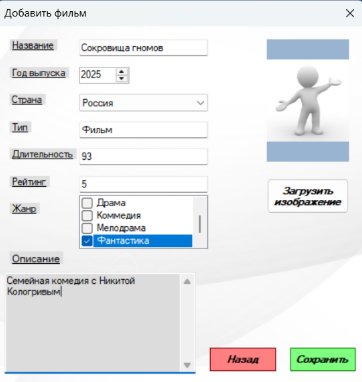 Добавить фильм
Название Сокровища гномов
Год выпуска 2025
Страна Россия
Тип Фильм
Длительность 93
Рейтинг 5
Загрузить
изображение
Жанр Драма
Коммедия
Мелодрама
Фантастика
Описание
Семейная комедия с Никитой
Кологривым
Назад Сохранить